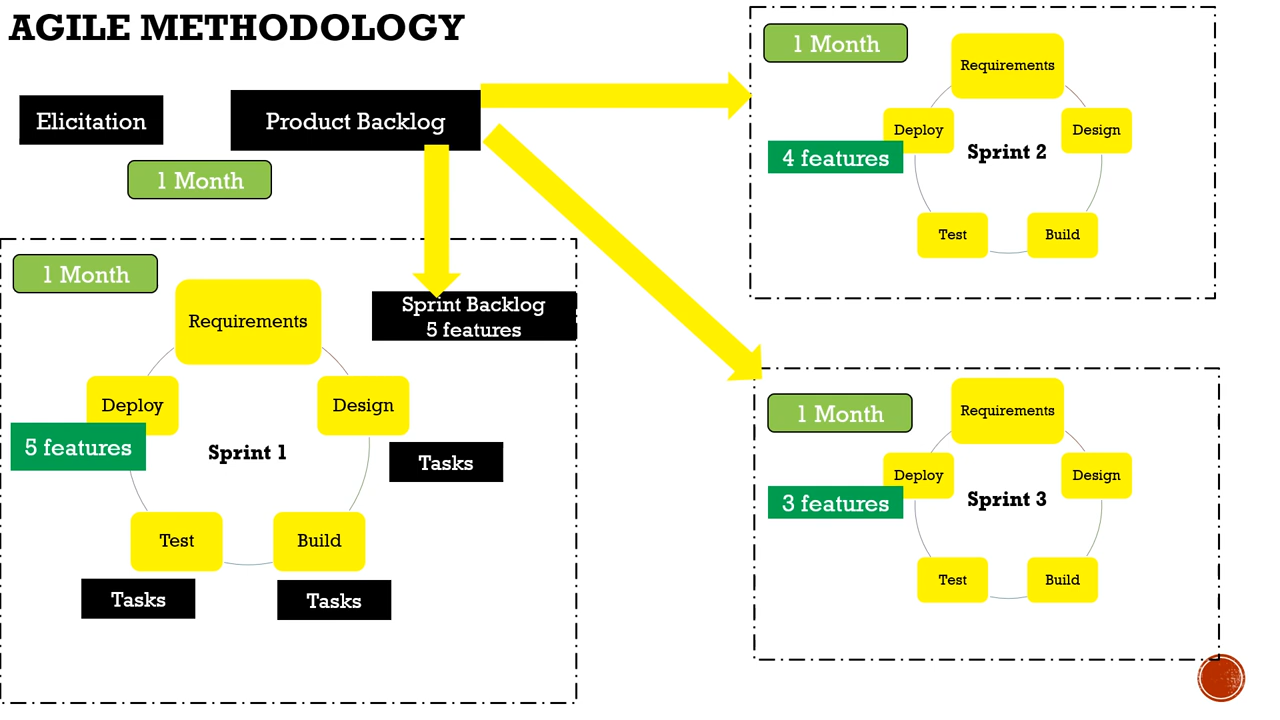 AGILE METHODOLOGY
Elicitation
Product Backlog
1 Month
1 Month
Requirements
Sprint Backlog
5 features
Deploy
Design
5 features
Sprint 1
Tasks
Test
Build
Tasks
Tasks
1 Month
Requirements
Deploy
Design
4 features
Sprint 2
Test
Build
1 Month
Requirements
Deploy
Design
3 features
Sprint 3
Test
Build